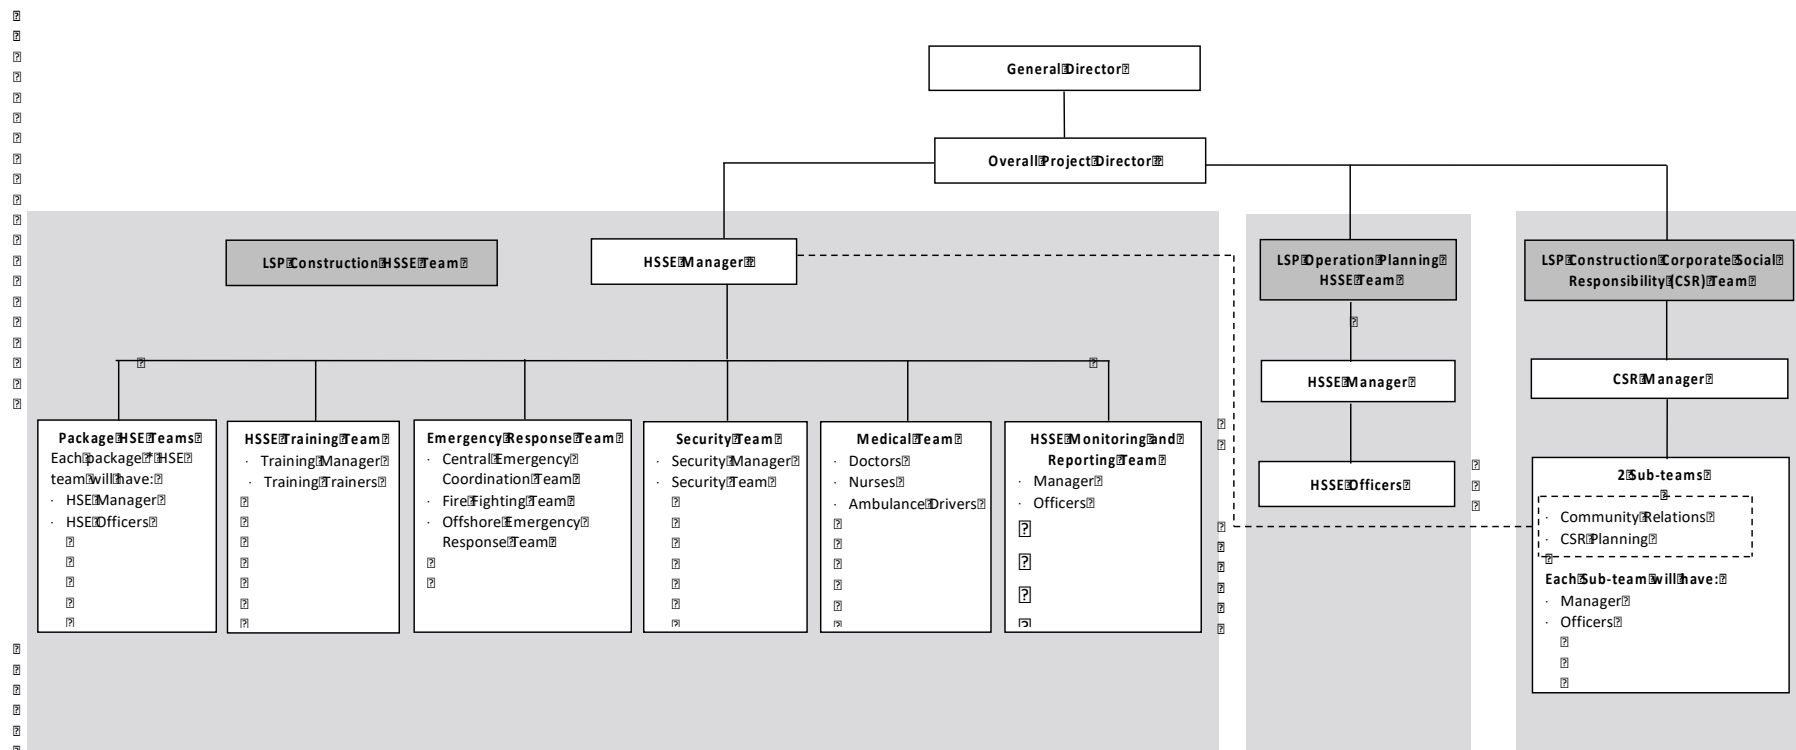 General Director
Overall Project Director
LSP Construction HSSE Team
HSSE Manager
LSP Operation Planning
HSSE Team
LSP Construction Corporate Social
Responsibility (CSR) Team
HSSE Manager
CSR Manager
Package HSE Teams
Each package * HSE
team will have:
· HSE Manager
· HSE Officers
HSSE Training Team
· Training Manager
· Training Trainers
Emergency Response Team
· Central Emergency
Coordination Team
· Fire Fighting Team
· Offshore Emergency
Response Team
Security Team
· Security Manager
· Security Team
Medical Team
· Doctors
· Nurses
· Ambulance Drivers
HSSE Monitoring and
Reporting Team
· Manager
· Officers
HSSE Officers
2 Sub-teams
· Community Relations
· CSR Planning
Each Sub-team will have:
· Manager
· Officers